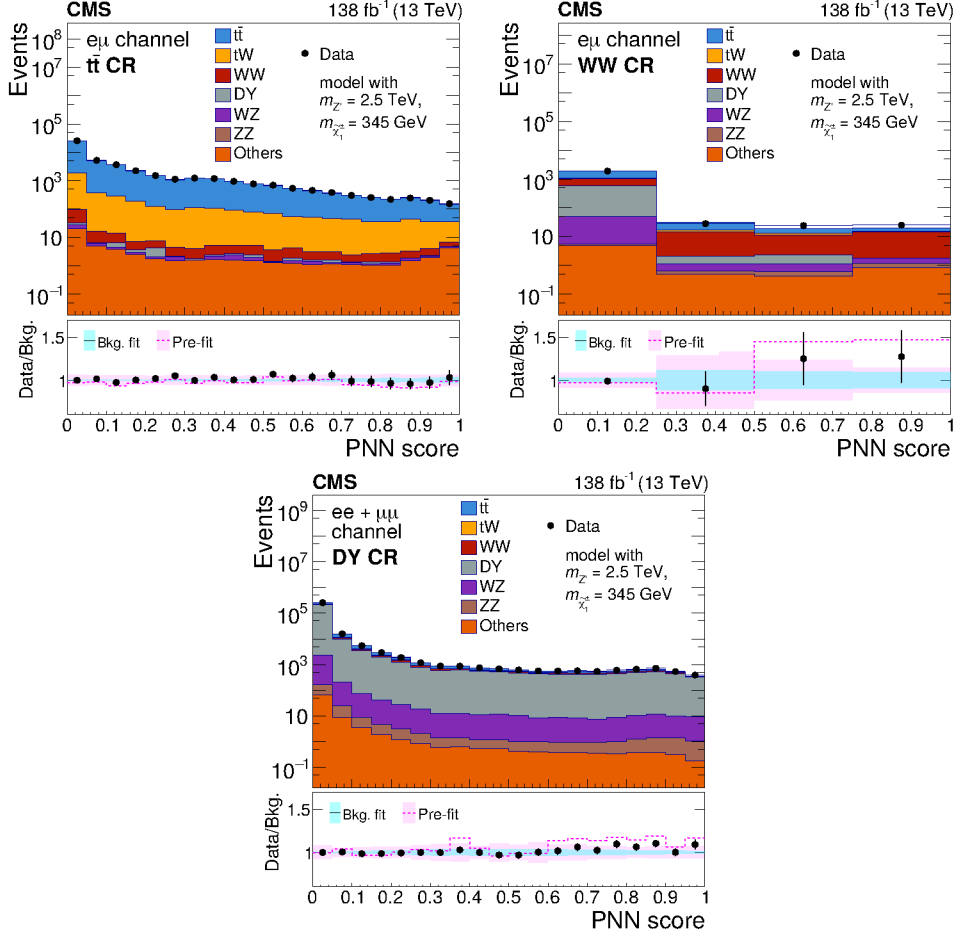 CMS 138 fb⁻¹ (13 TeV)
Events
10⁸
10⁷
10⁵
10³
10
10⁻¹
eμ channel
tt̄ CR
tt̄
tW
WW
DY
WZ
ZZ
Others
Data
model with
m_Z' = 2.5 TeV,
m_χ̃₁± = 345 GeV
Data/Bkg.
1.5
1
Bkg. fit
Pre-fit
0 0.1 0.2 0.3 0.4 0.5 0.6 0.7 0.8 0.9 1
PNN score
CMS 138 fb⁻¹ (13 TeV)
Events
10⁷
10⁵
10³
10
10⁻¹
eμ channel
WW CR
tt̄
tW
WW
DY
WZ
ZZ
Others
Data
model with
m_Z' = 2.5 TeV,
m_χ̃₁± = 345 GeV
Data/Bkg.
1.5
1
Bkg. fit
Pre-fit
0 0.1 0.2 0.3 0.4 0.5 0.6 0.7 0.8 0.9 1
PNN score
CMS 138 fb⁻¹ (13 TeV)
Events
10⁹
10⁷
10⁵
10³
10
10⁻¹
ee + μμ
channel
DY CR
tt̄
tW
WW
DY
WZ
ZZ
Others
Data
model with
m_Z' = 2.5 TeV,
m_χ̃₁± = 345 GeV
Data/Bkg.
1.5
1
Bkg. fit
Pre-fit
0 0.1 0.2 0.3 0.4 0.5 0.6 0.7 0.8 0.9 1
PNN score